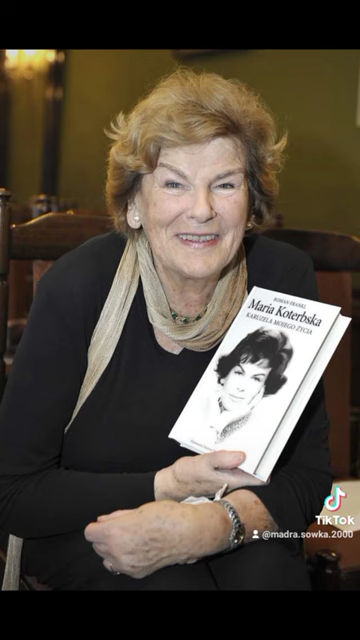 ROMAN FRANKL
Maria Koterbska
KARUZELA MOJEGO ŻYCIA
TikTok
@madra.sowka.2000